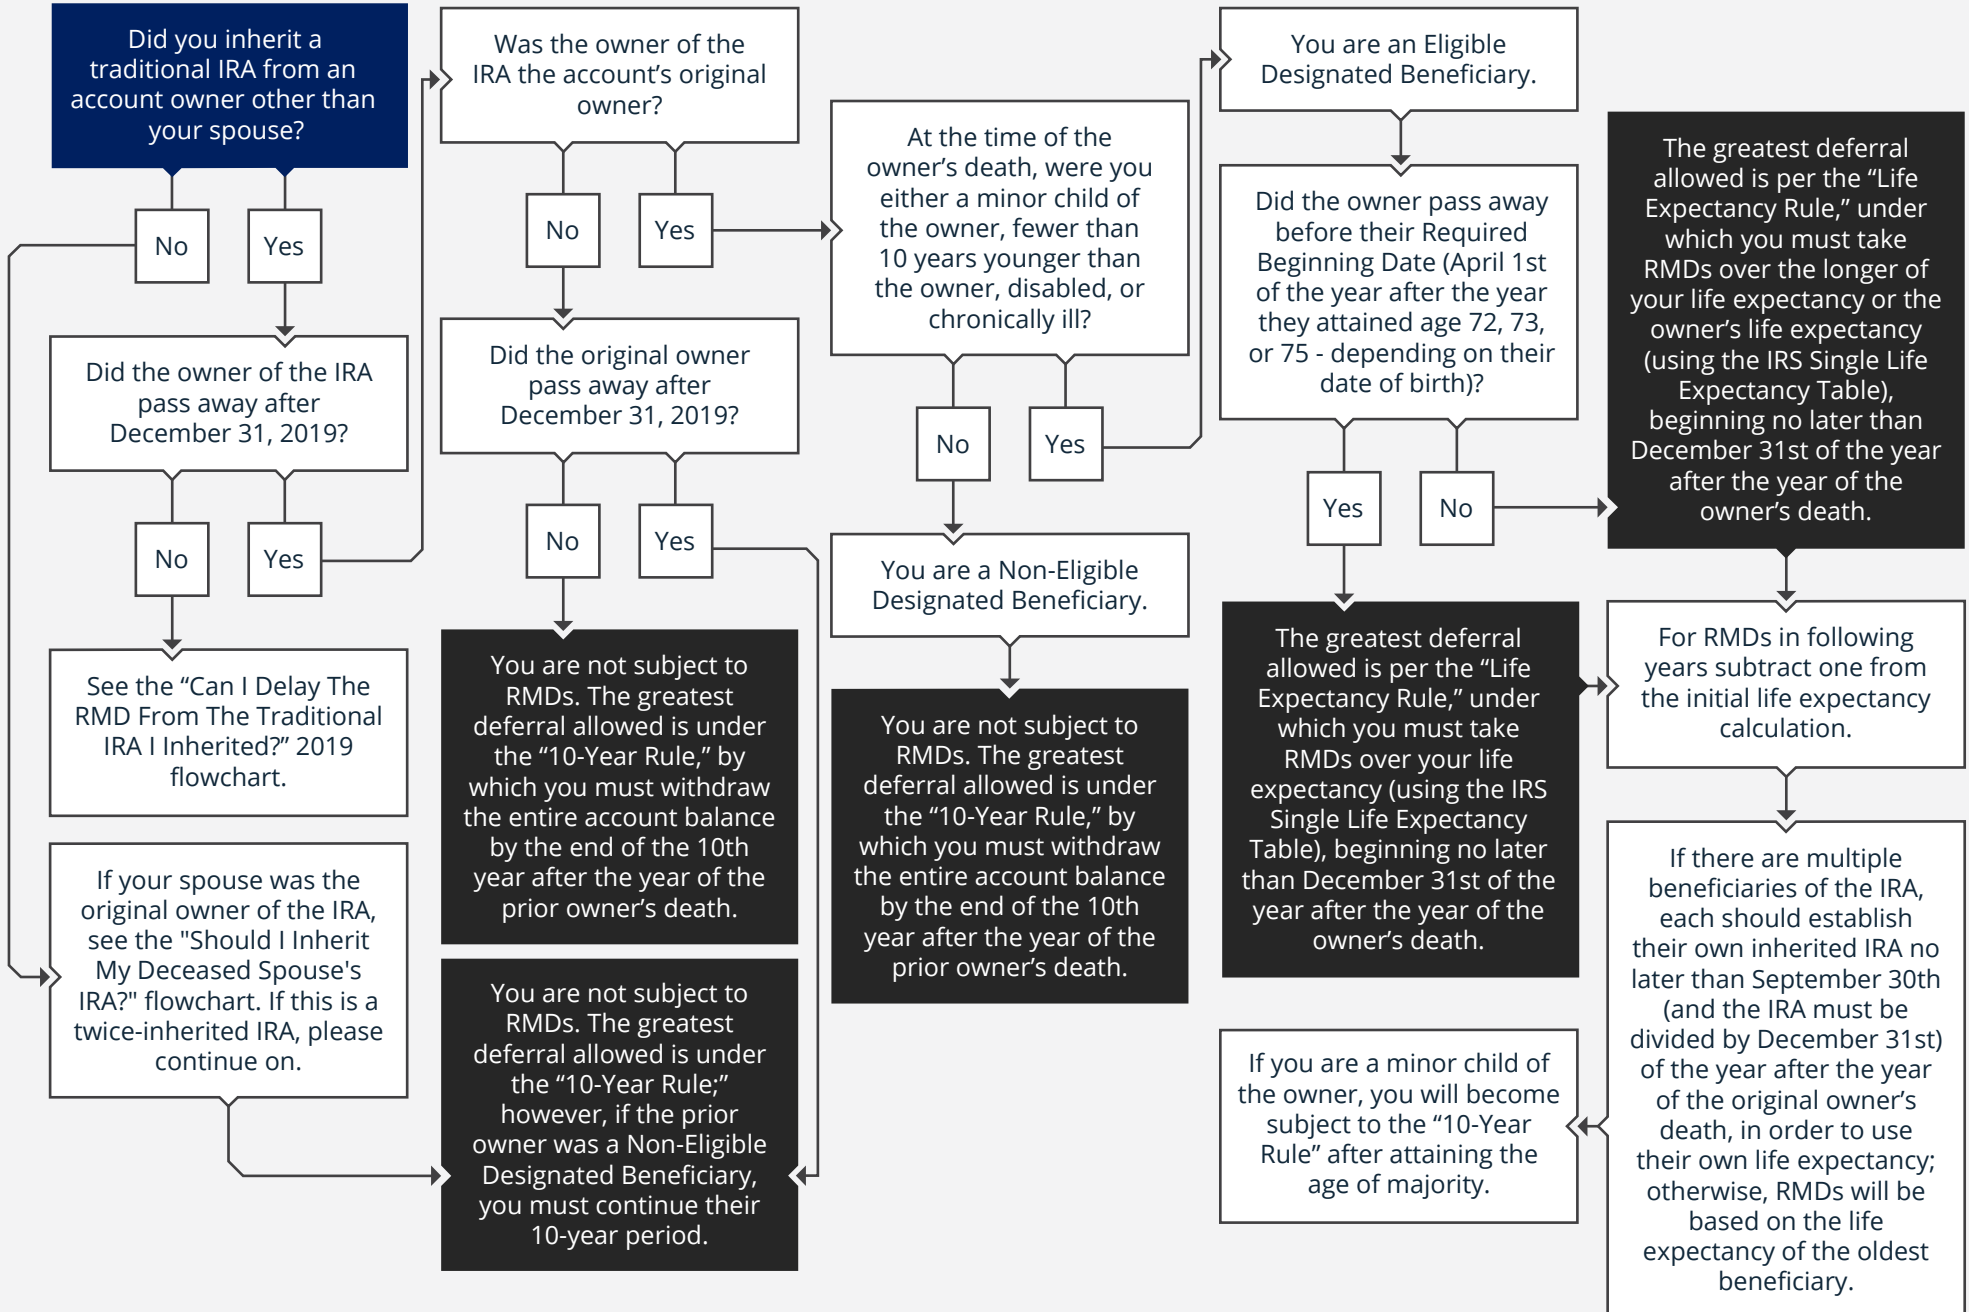 Did you inherit a
traditional IRA from an
account owner other than
your spouse?
No
Yes
Did the owner of the IRA
pass away after
December 31, 2019?
No
Yes
See the “Can I Delay The
RMD From The Traditional
IRA I Inherited?” 2019
flowchart.
If your spouse was the
original owner of the IRA,
see the "Should I Inherit
My Deceased Spouse's
IRA?" flowchart. If this is a
twice-inherited IRA, please
continue on.
Was the owner of the
IRA the account’s original
owner?
No
Yes
Did the original owner
pass away after
December 31, 2019?
No
Yes
You are not subject to
RMDs. The greatest
deferral allowed is under
the “10-Year Rule,” by
which you must withdraw
the entire account balance
by the end of the 10th
year after the year of the
prior owner’s death.
You are not subject to
RMDs. The greatest
deferral allowed is under
the “10-Year Rule;”
however, if the prior
owner was a Non-Eligible
Designated Beneficiary,
you must continue their
10-year period.
At the time of the
owner’s death, were you
either a minor child of
the owner, fewer than
10 years younger than
the owner, disabled, or
chronically ill?
No
Yes
You are a Non-Eligible
Designated Beneficiary.
You are not subject to
RMDs. The greatest
deferral allowed is under
the “10-Year Rule,” by
which you must withdraw
the entire account balance
by the end of the 10th
year after the year of the
prior owner’s death.
You are an Eligible
Designated Beneficiary.
Did the owner pass away
before their Required
Beginning Date (April 1st
of the year after the year
they attained age 72, 73,
or 75 - depending on their
date of birth)?
Yes
No
The greatest deferral
allowed is per the “Life
Expectancy Rule,” under
which you must take
RMDs over your life
expectancy (using the IRS
Single Life Expectancy
Table), beginning no later
than December 31st of the
year after the year of the
owner’s death.
The greatest deferral
allowed is per the “Life
Expectancy Rule,” under
which you must take
RMDs over the longer of
your life expectancy or the
owner’s life expectancy
(using the IRS Single Life
Expectancy Table),
beginning no later than
December 31st of the year
after the year of the
owner’s death.
For RMDs in following
years subtract one from
the initial life expectancy
calculation.
If there are multiple
beneficiaries of the IRA,
each should establish
their own inherited IRA no
later than September 30th
(and the IRA must be
divided by December 31st)
of the year after the year
of the original owner’s
death, in order to use
their own life expectancy;
otherwise, RMDs will be
based on the life
expectancy of the oldest
beneficiary.
If you are a minor child of
the owner, you will become
subject to the “10-Year
Rule” after attaining the
age of majority.